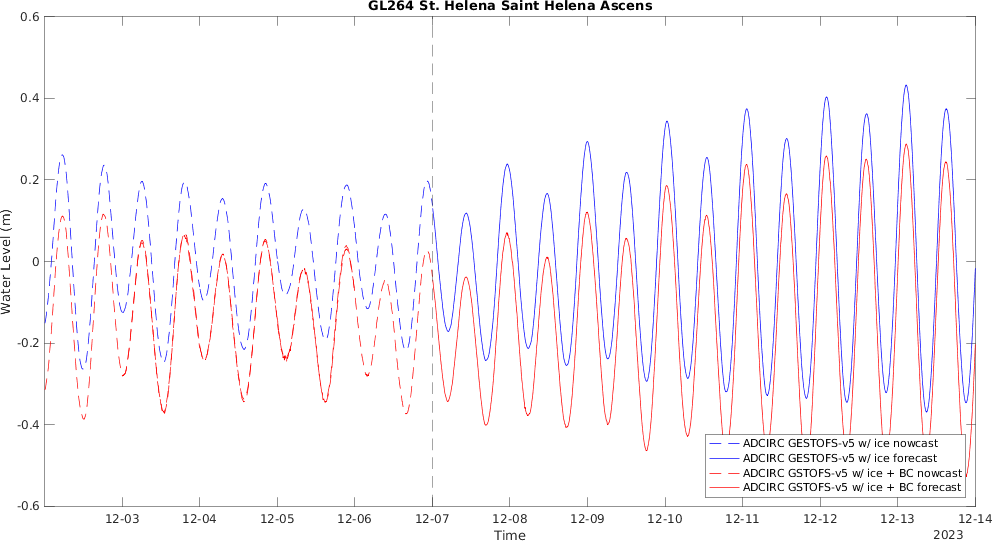 GL264 St. Helena Saint Helena Ascens
Water Level (m)
0.6
0.4
0.2
0
-0.2
-0.4
-0.6
ADCIRC GESTOFS-v5 w/ ice nowcast
ADCIRC GESTOFS-v5 w/ ice forecast
ADCIRC GSTOFS-v5 w/ ice + BC nowcast
ADCIRC GSTOFS-v5 w/ ice + BC forecast
12-03 12-04 12-05 12-06 12-07 12-08 12-09 12-10 12-11 12-12 12-13 12-14
Time
2023